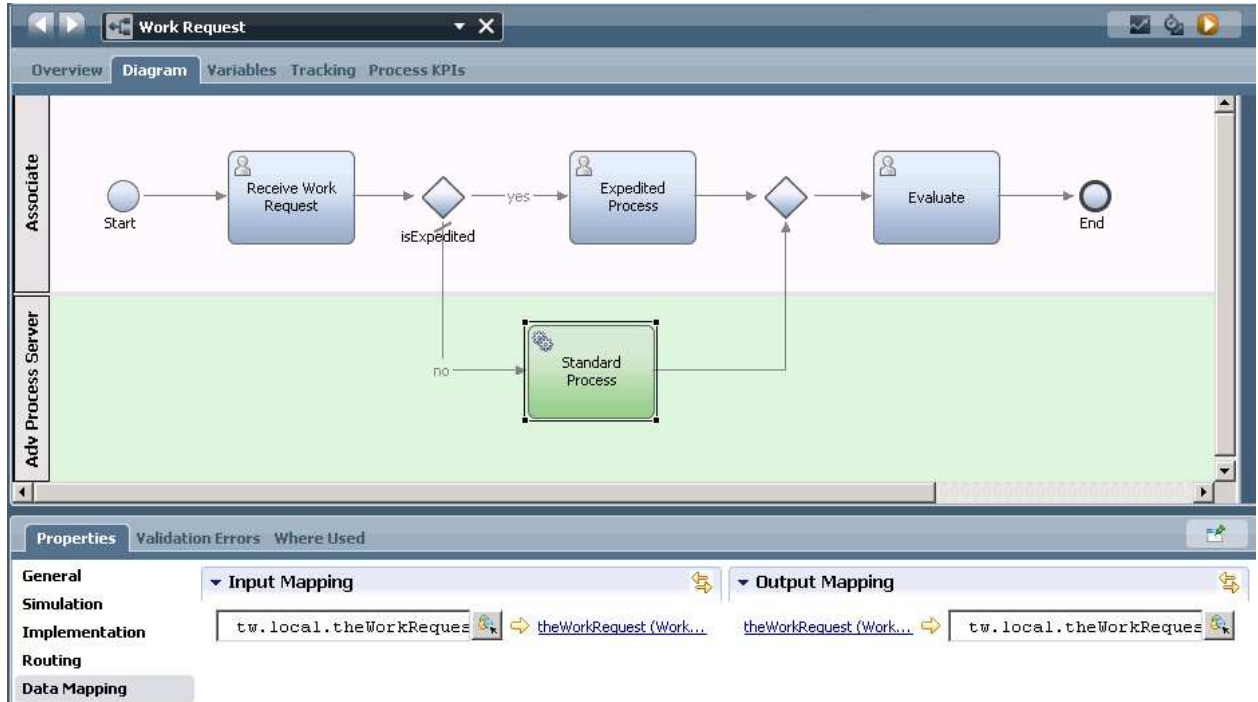 Work Request
Overview Diagram Variables Tracking Process KPIs
Associate
Start
Receive Work
Request
isExpedited
yes
Expedited
Process
Evaluate
End
Adv Process Server
no
Standard
Process
Properties Validation Errors Where Used
General
Simulation
Implementation
Routing
Data Mapping
Input Mapping
tw.local.theWorkReques theWorkRequest (Work...
Output Mapping
theWorkRequest (Work... tw.local.theWorkReques